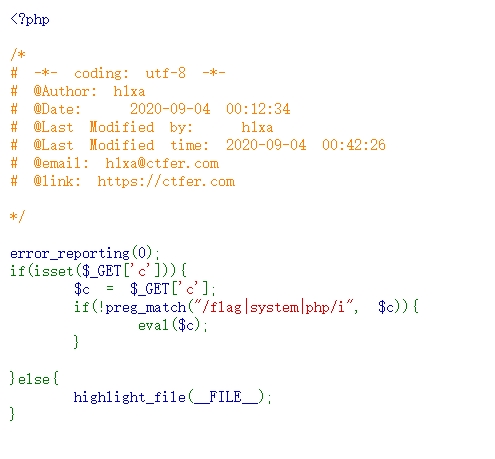 <?php
/*
# -*- coding: utf-8 -*-
# @Author: h1xa
# @Date: 2020-09-04 00:12:34
# @Last Modified by: h1xa
# @Last Modified time: 2020-09-04 00:42:26
# @email: h1xa@ctfer.com
# @link: https://ctfer.com
*/
error_reporting(0);
if(isset($_GET['c'])){
$c = $_GET['c'];
if(!preg_match("/flag|system|php/i", $c)){
eval($c);
}
}else{
highlight_file(__FILE__);
}